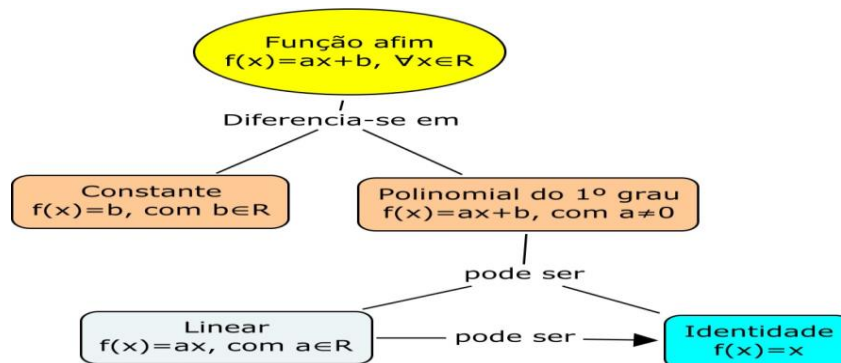 Função afim
f(x)=ax+b, ∀x∈R
Diferencia-se em
Constante
f(x)=b, com b∈R
Polinomial do 1º grau
f(x)=ax+b, com a≠0
pode ser
Linear
f(x)=ax, com a∈R
pode ser
Identidade
f(x)=x